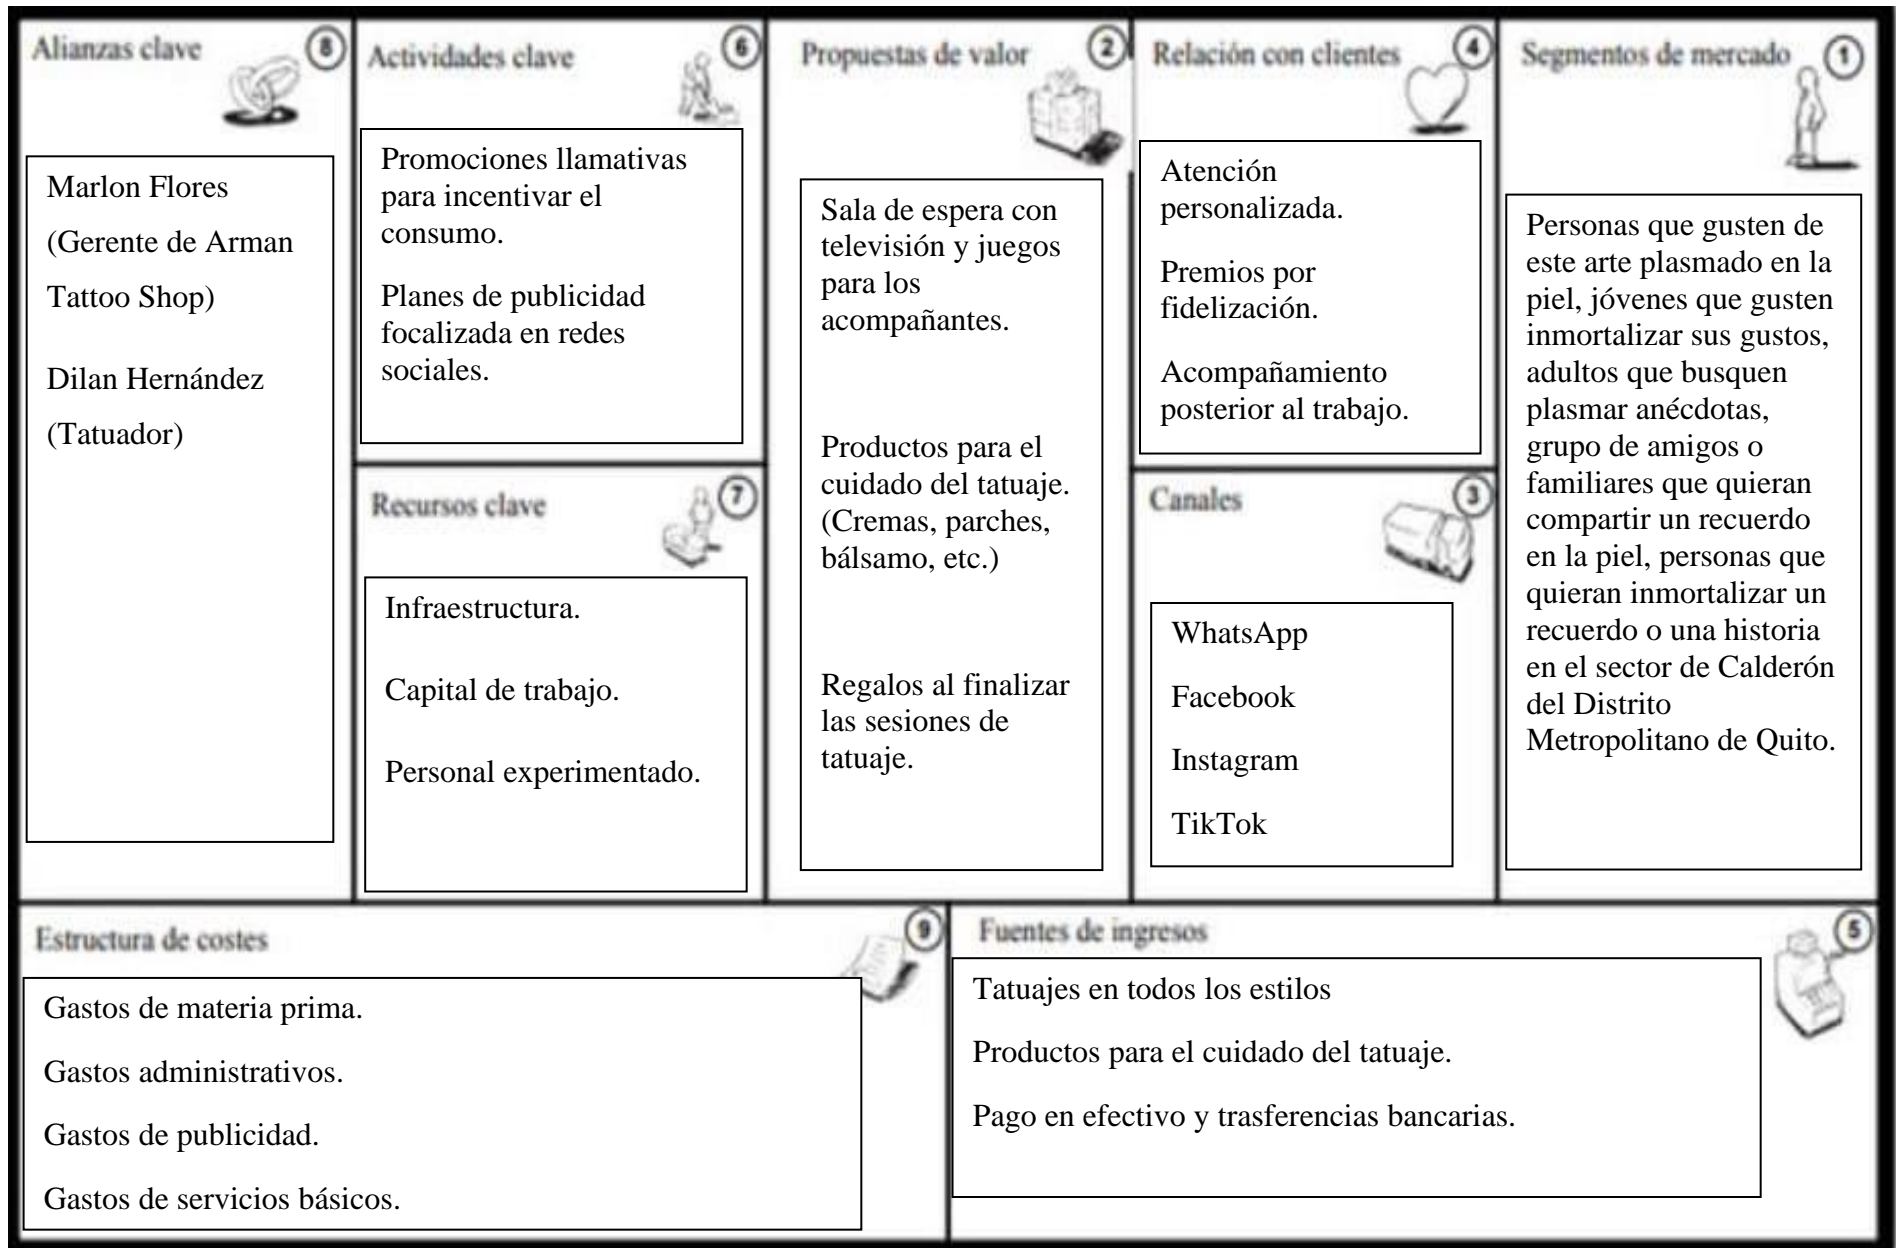 Alianzas clave
8
Marlon Flores
(Gerente de Arman
Tattoo Shop)
Dilan Hernández
(Tatuador)
Actividades clave
6
Promociones llamativas
para incentivar el
consumo.
Planes de publicidad
focalizada en redes
sociales.
Recursos clave
7
Infraestructura.
Capital de trabajo.
Personal experimentado.
Propuestas de valor
2
Sala de espera con
televisión y juegos
para los
acompañantes.
Productos para el
cuidado del tatuaje.
(Cremas, parches,
bálsamo, etc.)
Regalos al finalizar
las sesiones de
tatuaje.
Relación con clientes
4
Atención
personalizada.
Premios por
fidelización.
Acompañamiento
posterior al trabajo.
Canales
3
WhatsApp
Facebook
Instagram
TikTok
Segmentos de mercado
1
Personas que gusten de
este arte plasmado en la
piel, jóvenes que gusten
inmortalizar sus gustos,
adultos que busquen
plasmar anécdotas,
grupo de amigos o
familiares que quieran
compartir un recuerdo
en la piel, personas que
quieran inmortalizar un
recuerdo o una historia
en el sector de Calderón
del Distrito
Metropolitano de Quito.
Estructura de costes
9
Gastos de materia prima.
Gastos administrativos.
Gastos de publicidad.
Gastos de servicios básicos.
Fuentes de ingresos
5
Tatuajes en todos los estilos
Productos para el cuidado del tatuaje.
Pago en efectivo y trasferencias bancarias.